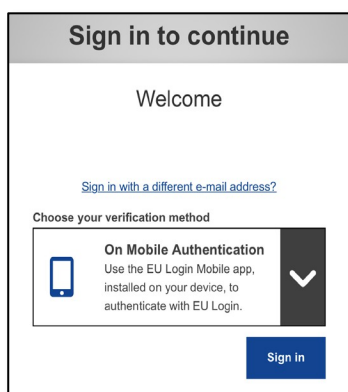 Sign in to continue
Welcome
Sign in with a different e-mail address?
Choose your verification method
On Mobile Authentication
Use the EU Login Mobile app,
installed on your device, to
authenticate with EU Login.
Sign in